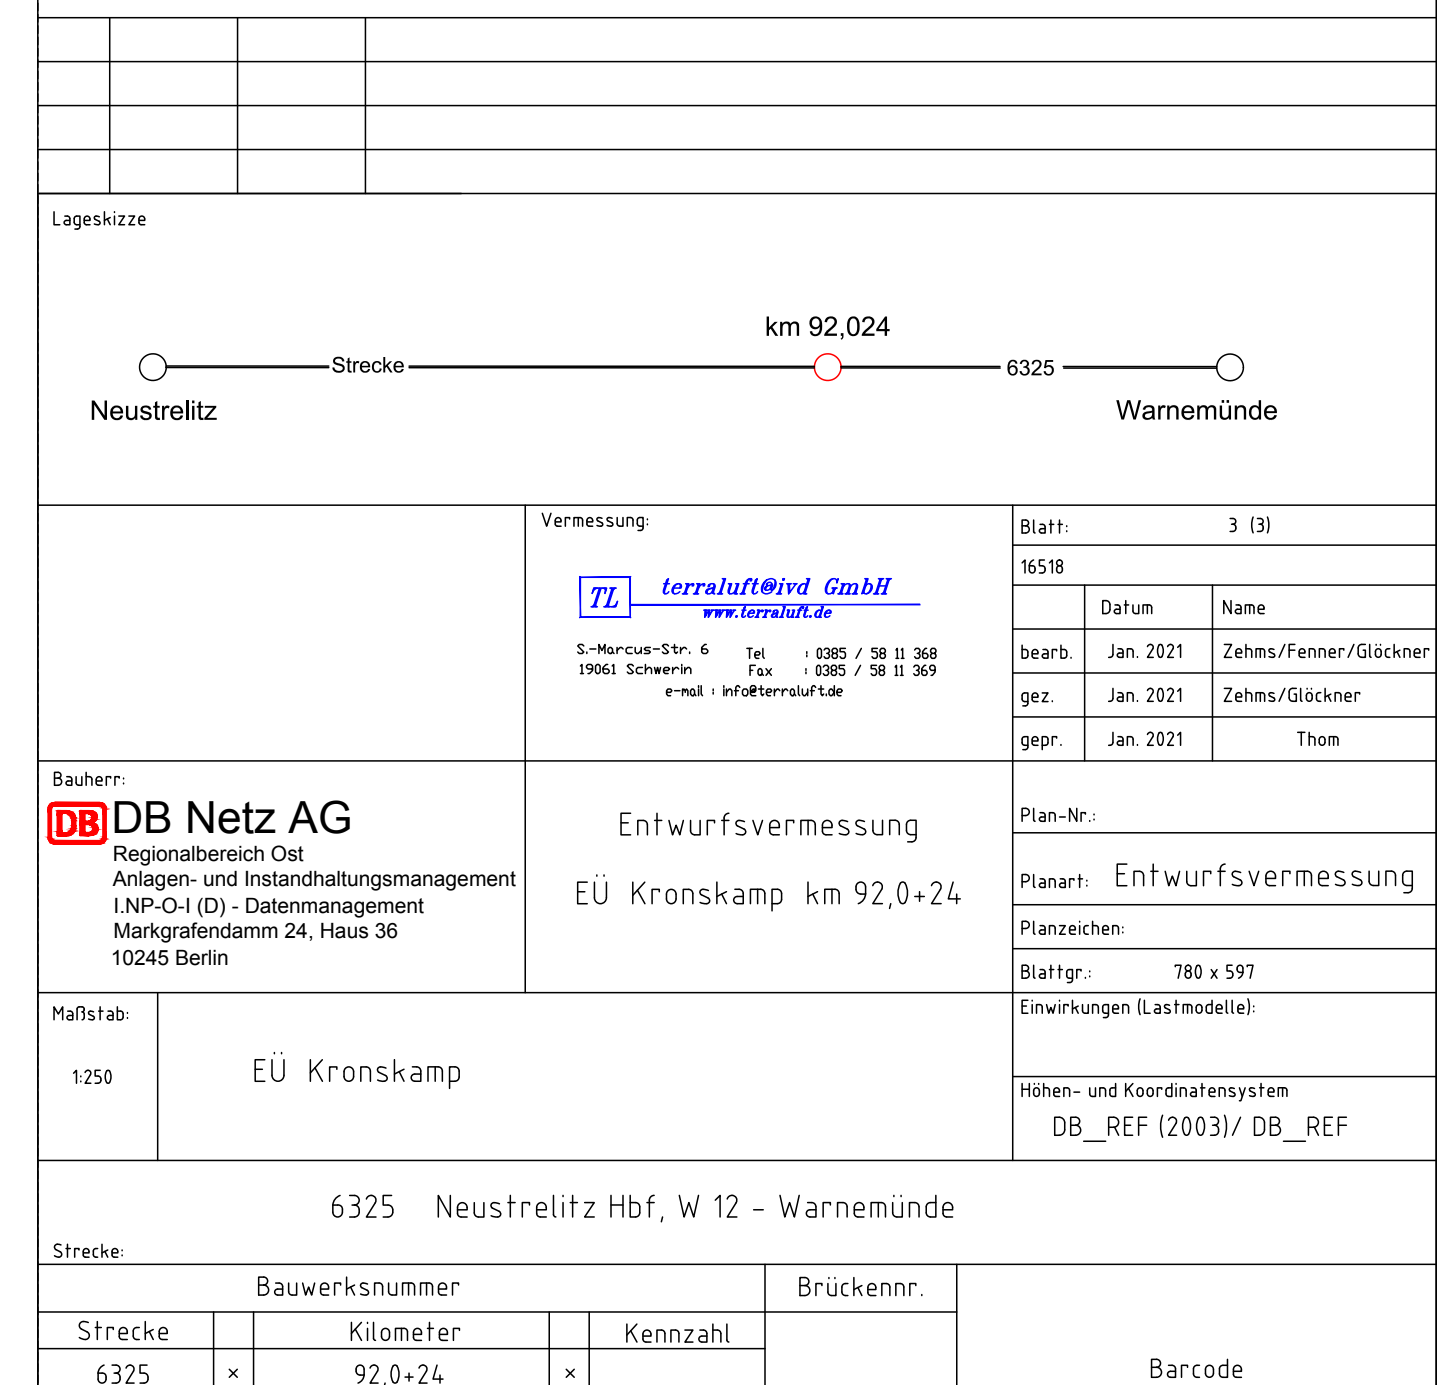 Lageskizze
km 92,024
Strecke
6325
Neustrelitz
Warnemünde
Vermessung:
TL
terraluft@ivd GmbH
www.terraluft.de
S.-Marcus-Str. 6 Tel : 0385 / 58 11 368
19061 Schwerin Fax : 0385 / 58 11 369
e-mail : info@terraluft.de
Blatt: 3 (3)
16518
Datum Name
bearb. Jan. 2021 Zehms/Fenner/Glöckner
gez. Jan. 2021 Zehms/Glöckner
gepr. Jan. 2021 Thom
Bauherr:
DB DB Netz AG
Regionalbereich Ost
Anlagen- und Instandhaltungsmanagement
I.NP-O-I (D) - Datenmanagement
Markgrafendamm 24, Haus 36
10245 Berlin
Entwurfsvermessung
EÜ Kronskamp km 92,0+24
Plan-Nr.:
Planart: Entwurfsvermessung
Planzeichen:
Blattgr.: 780 x 597
Maßstab:
1:250
EÜ Kronskamp
Einwirkungen (Lastmodelle):
Höhen- und Koordinatensystem
DB_REF (2003)/ DB_REF
6325 Neustrelitz Hbf, W 12 - Warnemünde
Strecke:
Bauwerksnummer Brückennr.
Strecke Kilometer Kennzahl
6325 × 92,0+24 ×
Barcode